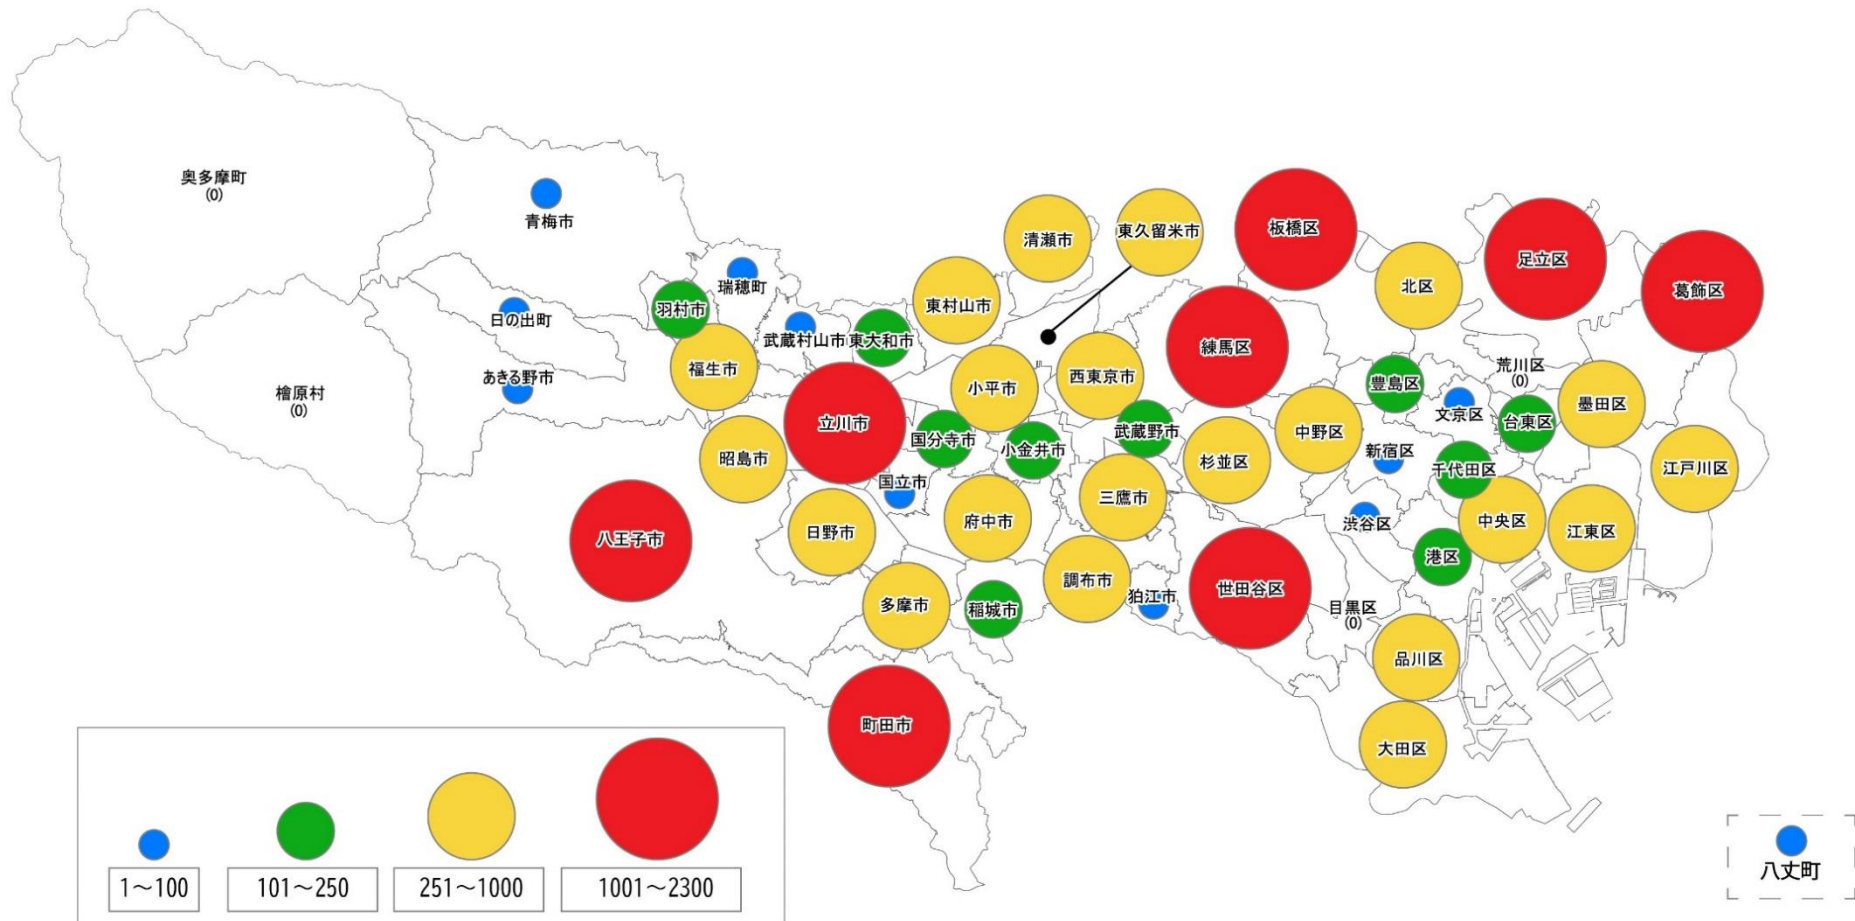 奥多摩町
(0)
青梅市
瑞穂町
日の出町
羽村市
武蔵村山市
東大和市
東村山市
清瀬市
東久留米市
板橋区
北区
足立区
葛飾区
檜原村
(0)
あきる野市
福生市
立川市
小平市
西東京市
練馬区
豊島区
荒川区
(0)
文京区
台東区
墨田区
昭島市
国分寺市
小金井市
武蔵野市
杉並区
中野区
新宿区
千代田区
江戸川区
国立市
八王子市
日野市
府中市
三鷹市
渋谷区
中央区
江東区
港区
多摩市
稲城市
調布市
狛江市
世田谷区
目黒区
(0)
品川区
町田市
大田区
八丈町
1～100
101～250
251～1000
1001～2300